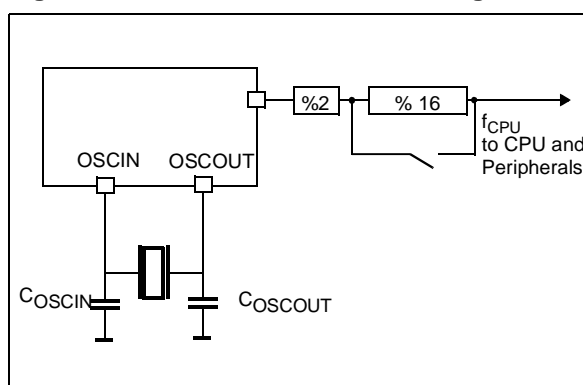 %2
% 16
fCPU
to CPU and
Peripherals
OSCIN
OSCOUT
COSCIN
COSCOUT